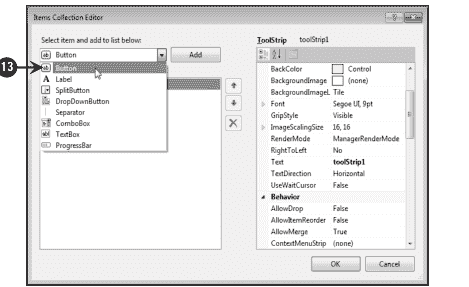 Items Collection Editor
Select item and add to list below:
Button
Add
13
Button
Label
SplitButton
DropDownButton
Separator
ComboBox
TextBox
ProgressBar
ToolStrip toolStrip1
BackColor Control
BackgroundImage (none)
BackgroundImageL Tile
Font Segoe UI, 9pt
GripStyle Visible
ImageScalingSize 16, 16
RenderMode ManagerRenderMode
RightToLeft No
Text toolStrip1
TextDirection Horizontal
UseWaitCursor False
Behavior
AllowDrop False
AllowItemReorder False
AllowMerge True
ContextMenuStrip (none)
OK Cancel